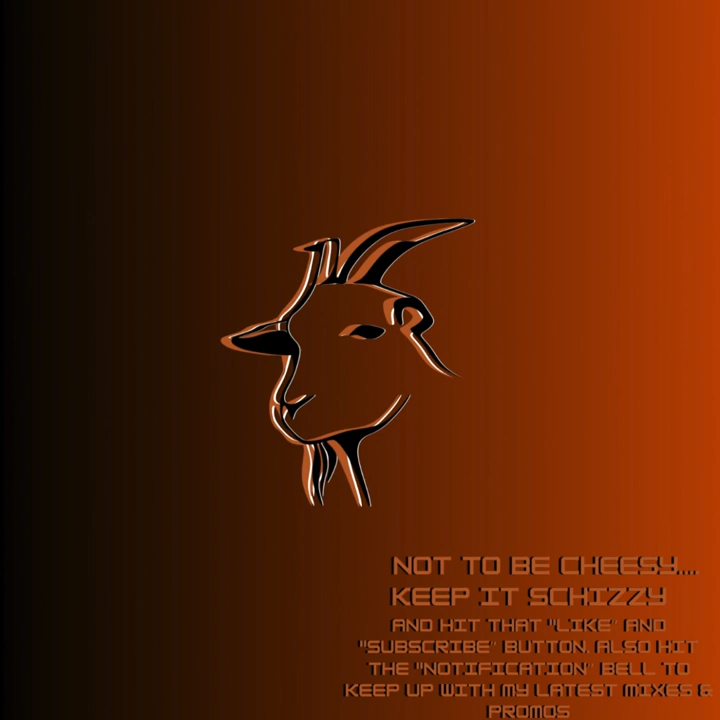 NOT TO BE CHEESY....
KEEP IT SCHIZZY
AND HIT THAT "LIKE" AND
"SUBSCRIBE" BUTTON, ALSO HIT
THE "NOTIFICATION" BELL TO
KEEP UP WITH MY LATEST MIXES &
PROMOS